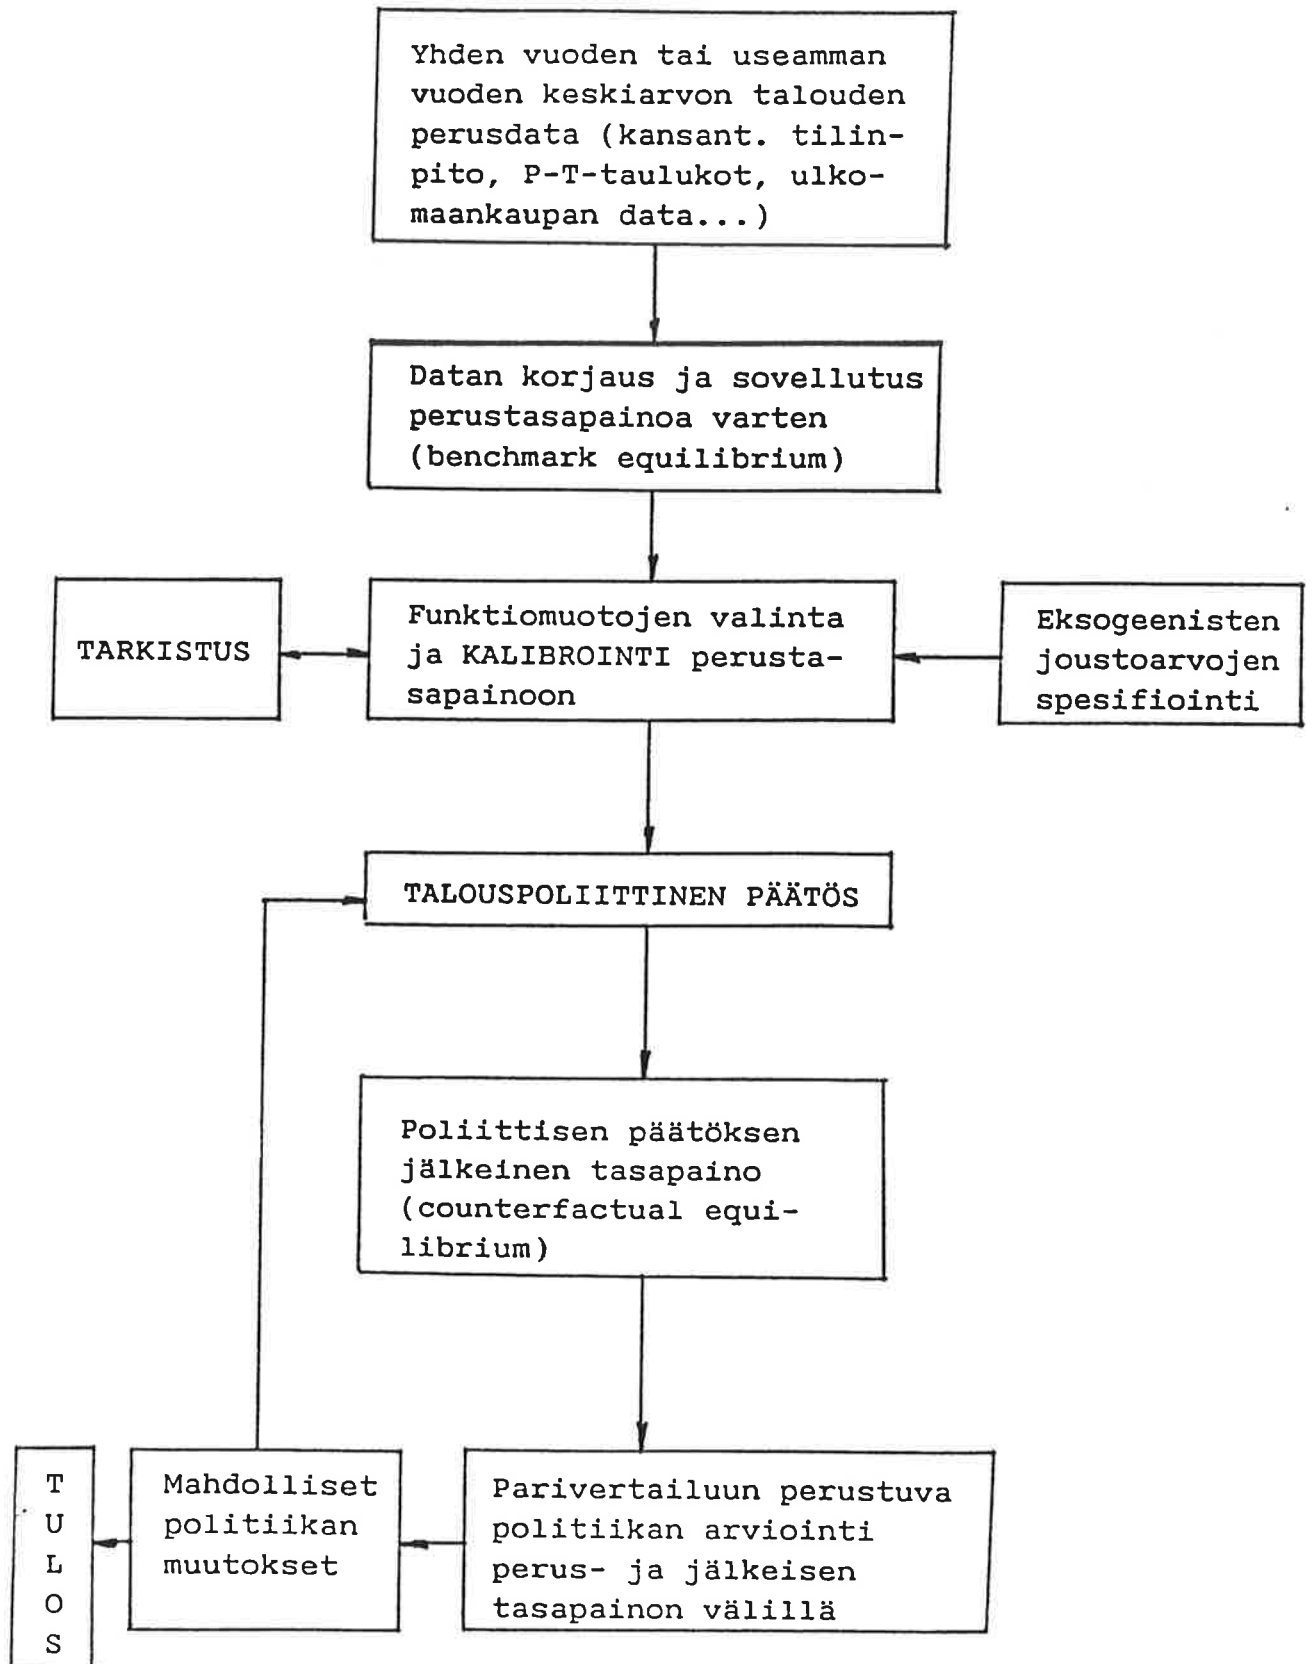 Yhden vuoden tai useamman
vuoden keskiarvon talouden
perusdata (kansant. tilin-
pito, P-T-taulukot, ulko-
maankaupan data...)
Datan korjaus ja sovellutus
perustasapainoa varten
(benchmark equilibrium)
TARKISTUS
Funktiomuotojen valinta
ja KALIBROINTI perusta-
sapainoon
Eksogeenisten
joustoarvojen
spesifiointi
TALOUSPOLIITTINEN PÄÄTÖS
Poliittisen päätöksen
jälkeinen tasapaino
(counterfactual equi-
librium)
T
U
L
O
S
Mahdolliset
politiikan
muutokset
Parivertailuun perustuva
politiikan arviointi
perus- ja jälkeisen
tasapainon välillä